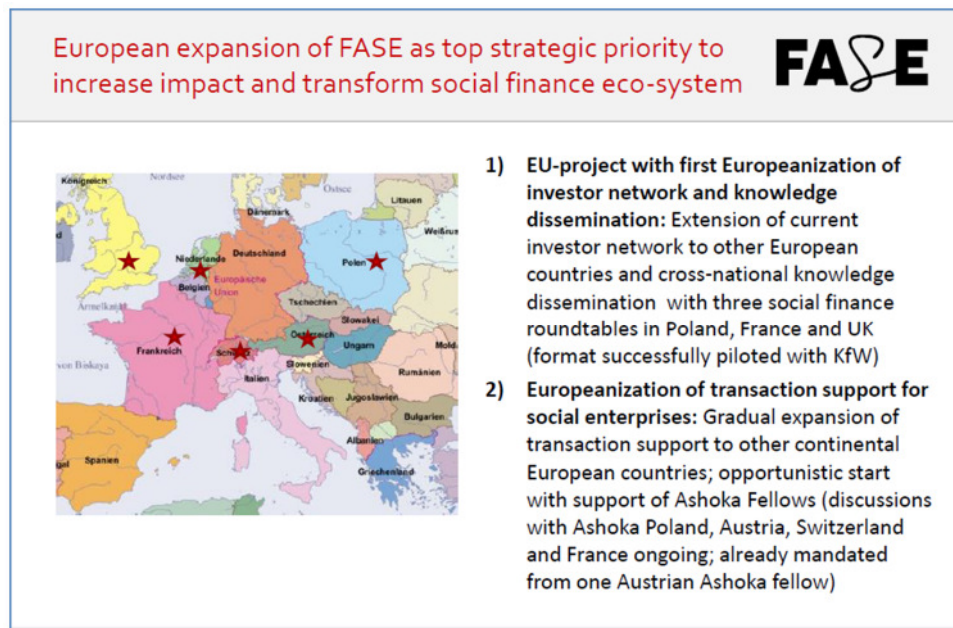 European expansion of FASE as top strategic priority to
increase impact and transform social finance eco-system
FASE
1) EU-project with first Europeanization of
investor network and knowledge
dissemination: Extension of current
investor network to other European
countries and cross-national knowledge
dissemination with three social finance
roundtables in Poland, France and UK
(format successfully piloted with KfW)
2) Europeanization of transaction support for
social enterprises: Gradual expansion of
transaction support to other continental
European countries; opportunistic start
with support of Ashoka Fellows (discussions
with Ashoka Poland, Austria, Switzerland
and France ongoing; already mandated
from one Austrian Ashoka fellow)
Königreich
Nordsee
Ostsee
Litauen
Dänemark
Weißrus
Niederlande
Deutschland
Polen
Belgien
Europäische
Union
Ärmelkanal
Tschechien
Slowakei
Frankreich
Österreich
Ungarn
Mold
von Biskaya
Slowenien
Italien
Rumänien
Kroatien
Jugoslawien
Bulgarien
Albanien
Spanien
Griechenland